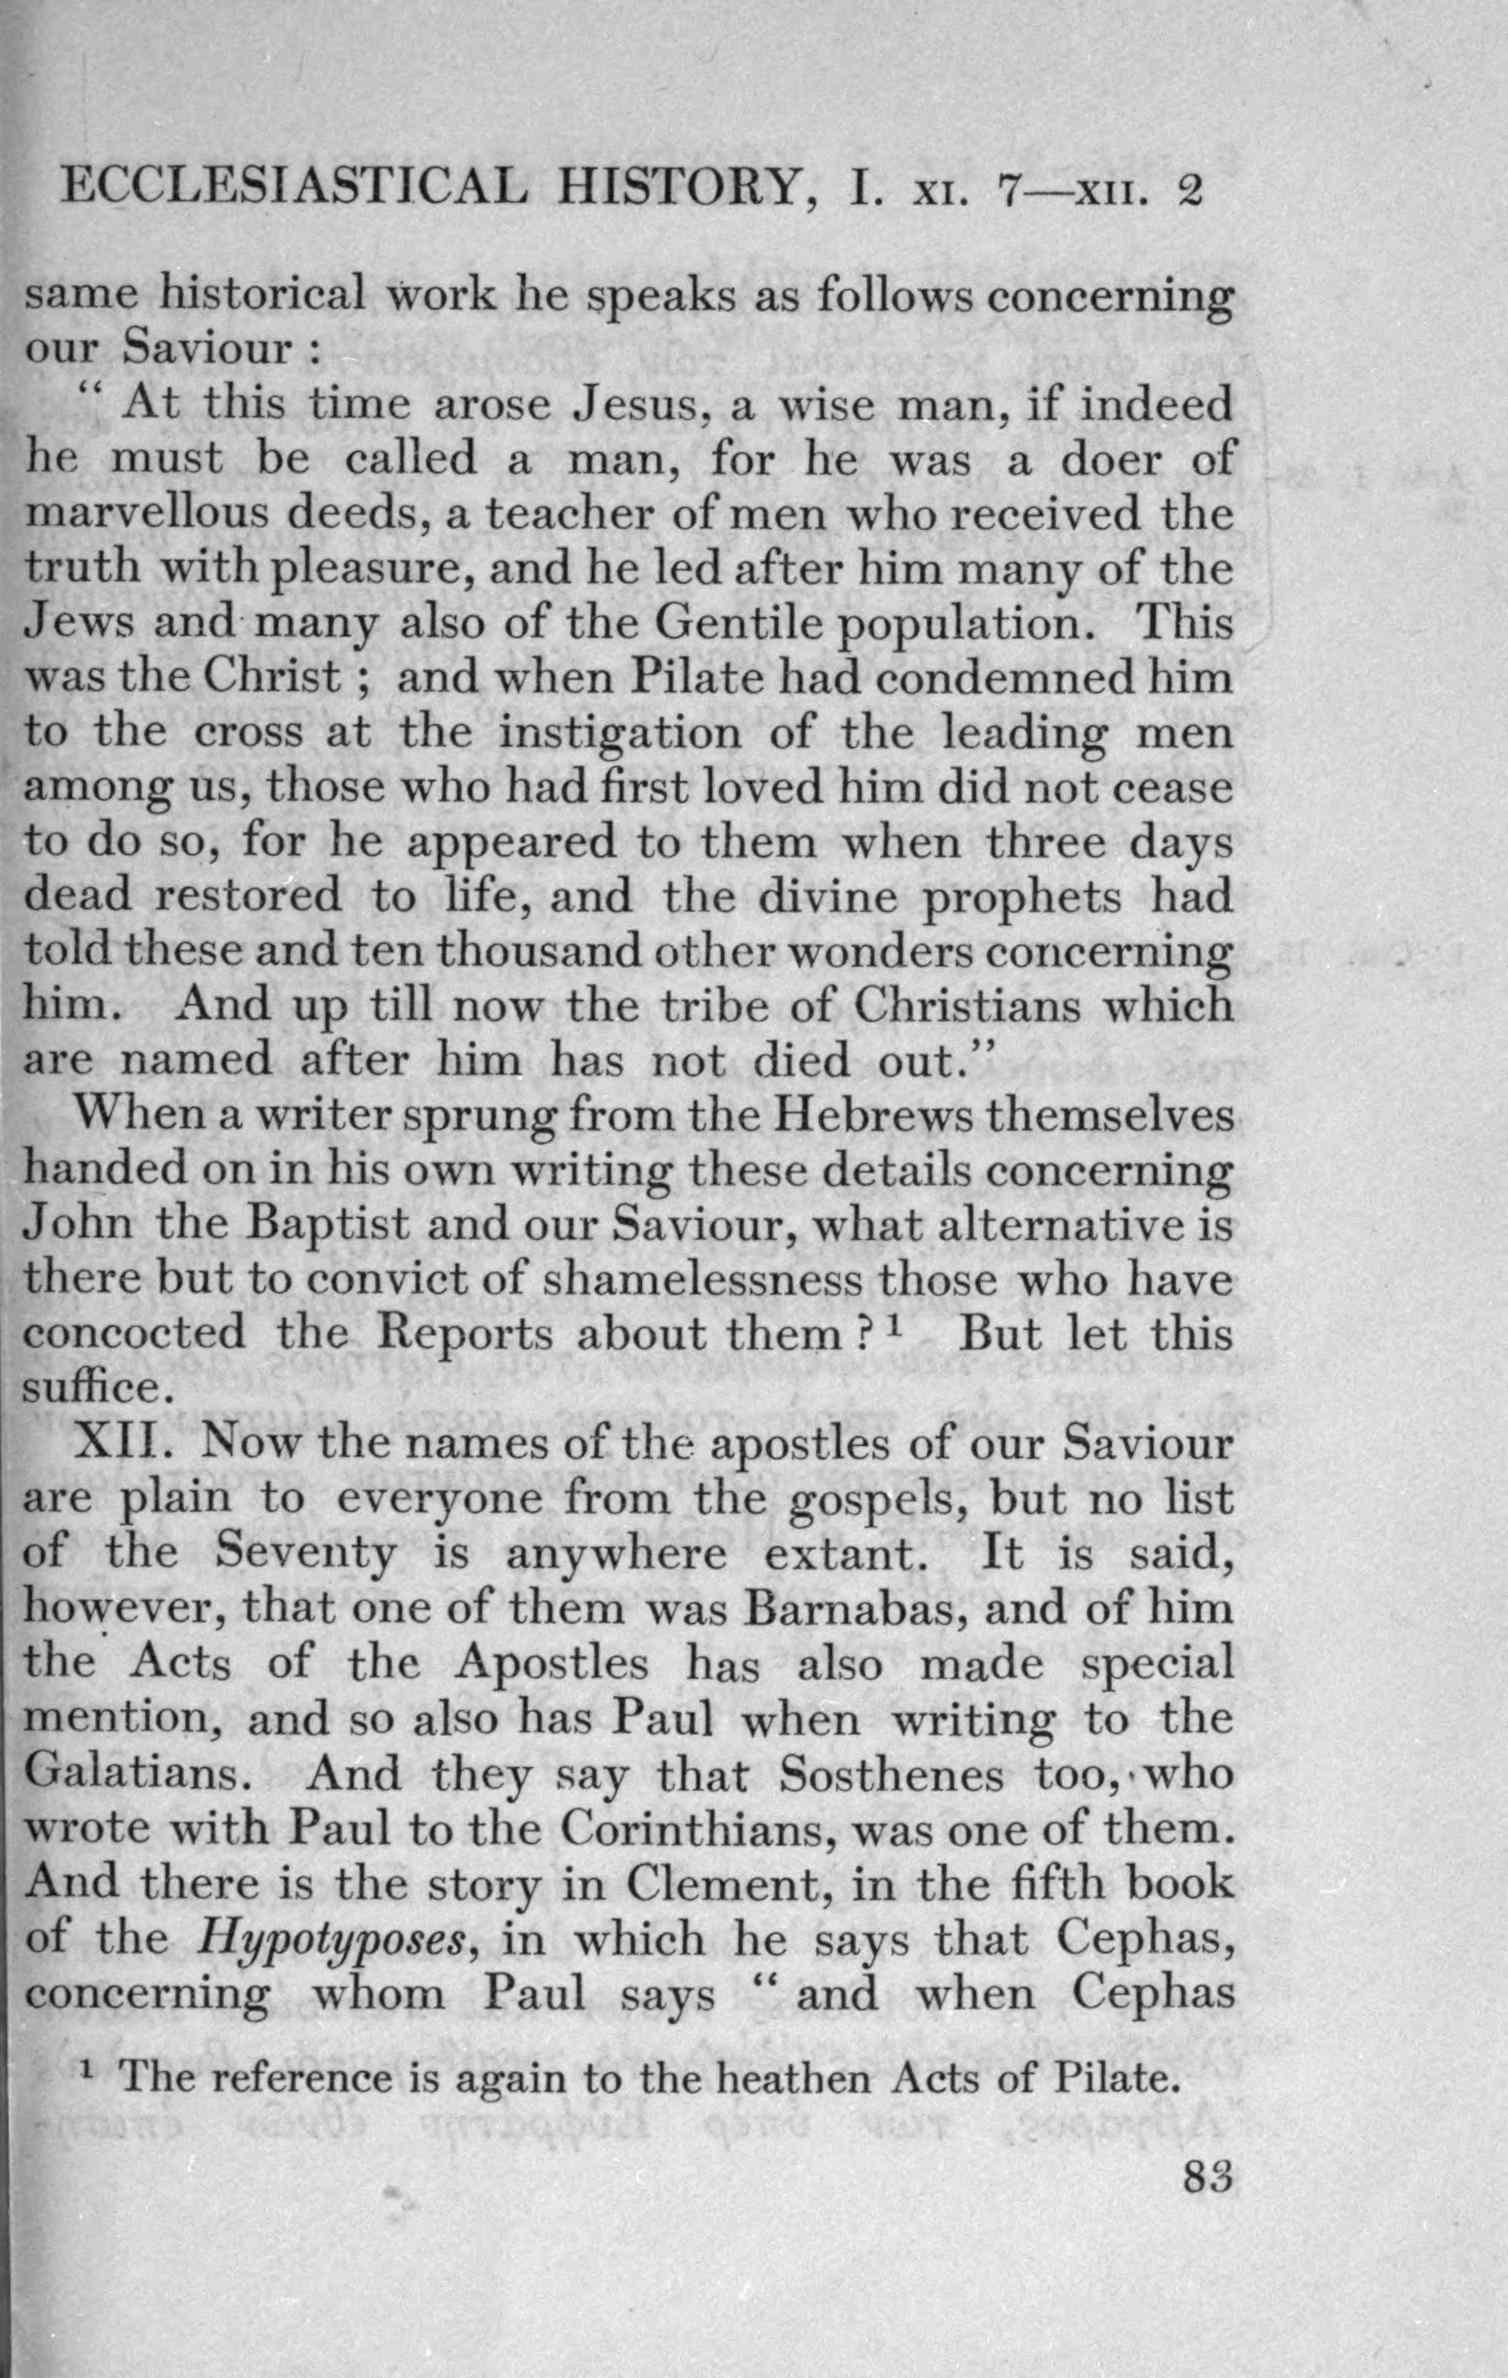 ECCLESIASTICAL HISTORY, I. XI. 7—XII. 2
same historical work he speaks as follows concerning
our Saviour :
“ At this time arose Jesus, a wise man, if indeed
he must be called a man, for he was a doer of
marvellous deeds, a teacher of men who received the
truth with pleasure, and he led after him many of the
Jews and many also of the Gentile population. This
was the Christ ; and when Pilate had condemned him
to the cross at the instigation of the leading men
among us, those who had first loved him did not cease
to do so, for he appeared to them when three days
dead restored to life, and the divine prophets had
told these and ten thousand other wonders concerning
him. And up till now the tribe of Christians which
are named after him has not died out.”
When a writer sprung from the Hebrews themselves
handed on in his own writing these details concerning
John the Baptist and our Saviour, what alternative is
there but to convict of shamelessness those who have
concocted the Reports about them ? ¹ But let this
suffice.
XII. Now the names of the apostles of our Saviour
are plain to everyone from the gospels, but no list
of the Seventy is anywhere extant. It is said,
however, that one of them was Barnabas, and of him
the Acts of the Apostles has also made special
mention, and so also has Paul when writing to the
Galatians. And they say that Sosthenes too, who
wrote with Paul to the Corinthians, was one of them.
And there is the story in Clement, in the fifth book
of the Hypotyposes, in which he says that Cephas,
concerning whom Paul says “ and when Cephas
¹ The reference is again to the heathen Acts of Pilate.
83